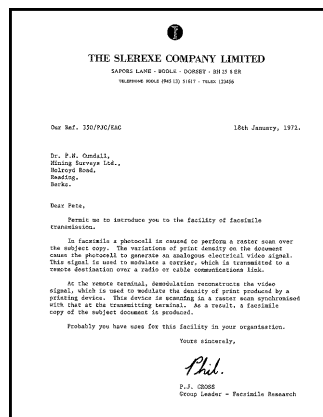 THE SLEREXE COMPANY LIMITED
SAPORS LANE - BOOLE - DORSET - BH 25 8 ER
TELEPHONE BOOLE (945 13) 51617 - TELEX 123456
Our Ref. 350/PJC/EAC
18th January, 1972.
Dr. P.N. Cundall,
Mining Surveys Ltd.,
Holroyd Road,
Reading,
Berks.
Dear Pete,
Permit me to introduce you to the facility of facsimile
transmission.
In facsimile a photocell is caused to perform a raster scan over
the subject copy. The variations of print density on the document
cause the photocell to generate an analogous electrical video signal.
This signal is used to modulate a carrier, which is transmitted to a
remote destination over a radio or cable communications link.
At the remote terminal, demodulation reconstructs the video
signal, which is used to modulate the density of print produced by a
printing device. This device is scanning in a raster scan synchronised
with that at the transmitting terminal. As a result, a facsimile
copy of the subject document is produced.
Probably you have uses for this facility in your organisation.
Yours sincerely,
Phil.
P.J. CROSS
Group Leader - Facsimile Research